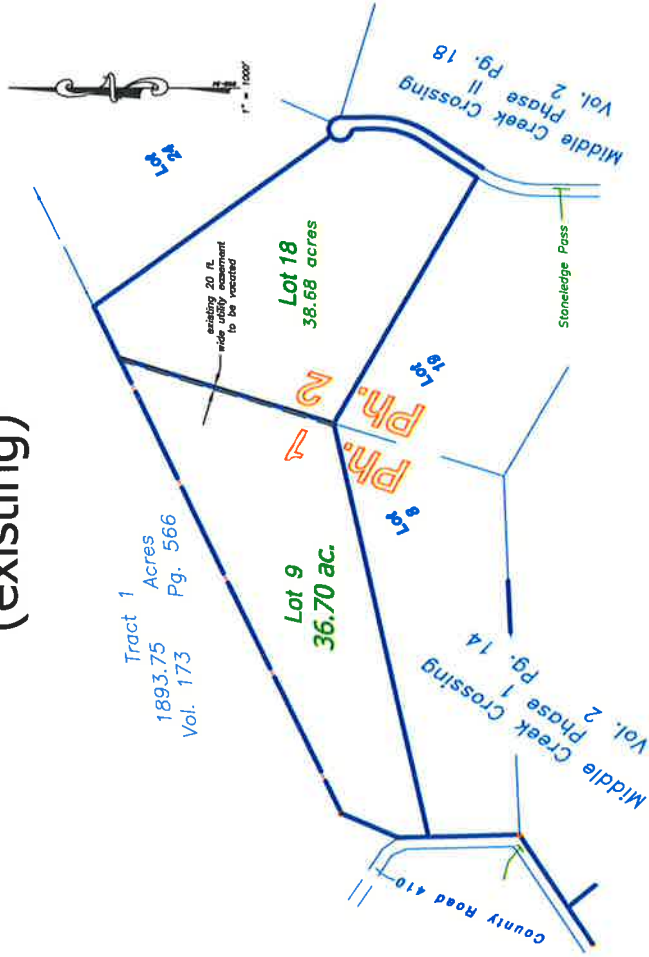 (existing)
1" = 1000'
Lot
24
Middle Creek Crossing
Phase II
Vol. 2 Pg. 18
existing 20 ft.
wide utility easement
to be vacated
Lot 18
38.68 acres
Stoneledge Pass
Lot
19
Ph. 2
Ph. 1
Tract 1
1893.75 Acres
Vol. 173 Pg. 566
Lot 9
36.70 ac.
Lot
8
Middle Creek Crossing
Phase 1
Vol. 2 Pg. 14
County Road 410